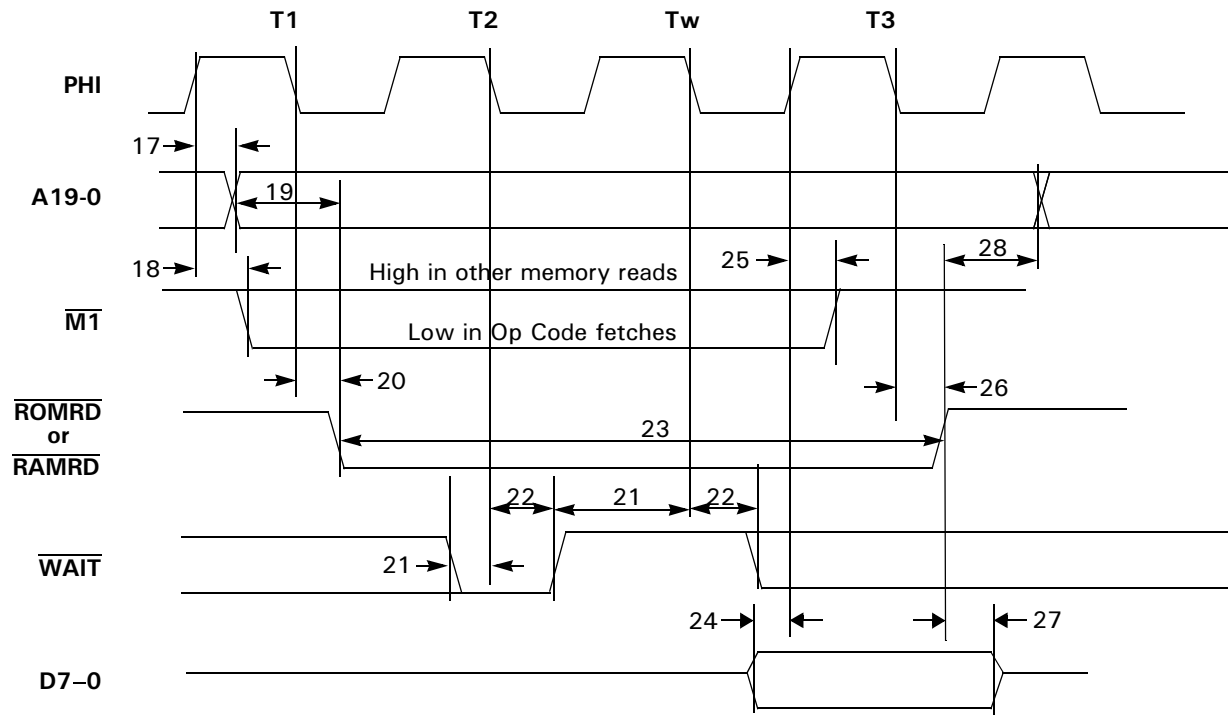 T1 T2 Tw T3
PHI
17
A19-0
19
18
High in other memory reads
25
28
M1
Low in Op Code fetches
20
26
ROMRD
or
RAMRD
23
22 21 22
WAIT
21
24
27
D7–0